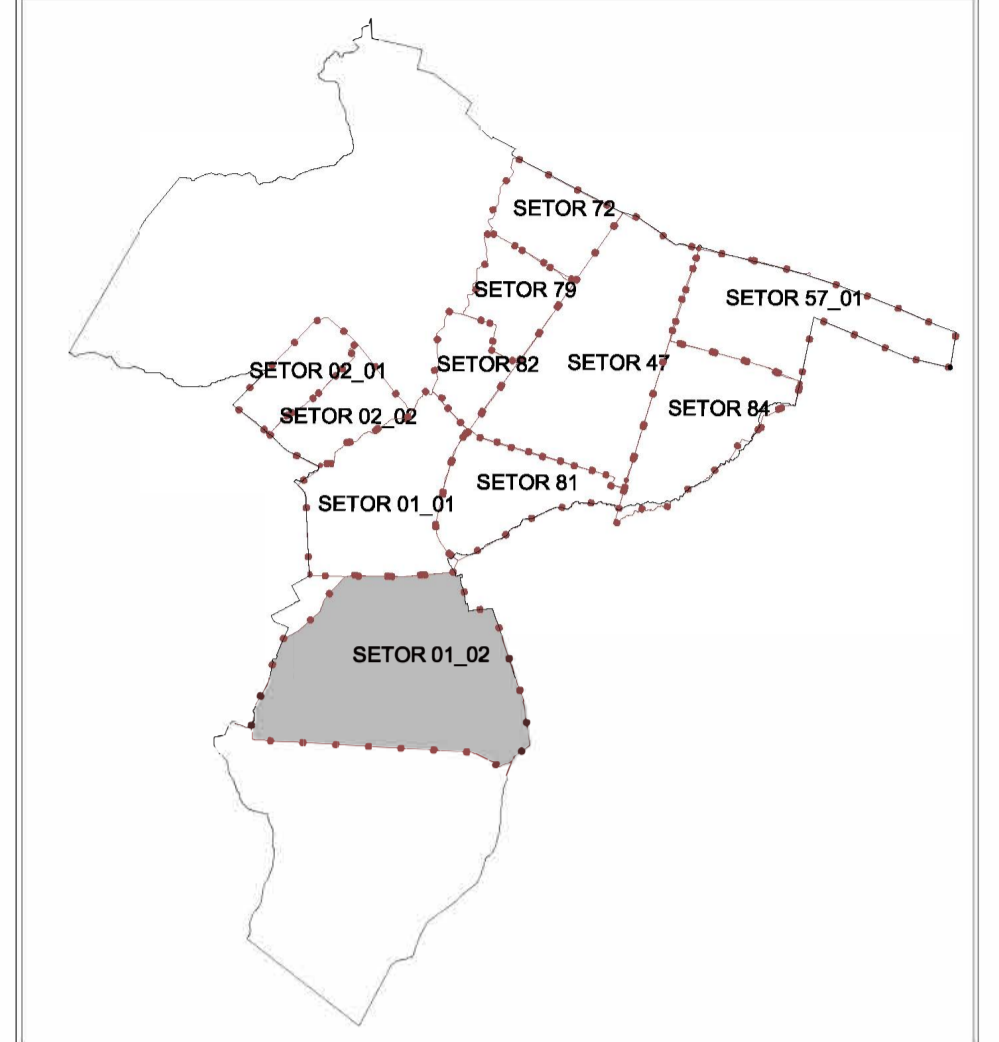 SETOR 72
SETOR 79
SETOR 57_01
SETOR 02_01
SETOR 82
SETOR 47
SETOR 02_02
SETOR 84
SETOR 81
SETOR 01_01
SETOR 01_02